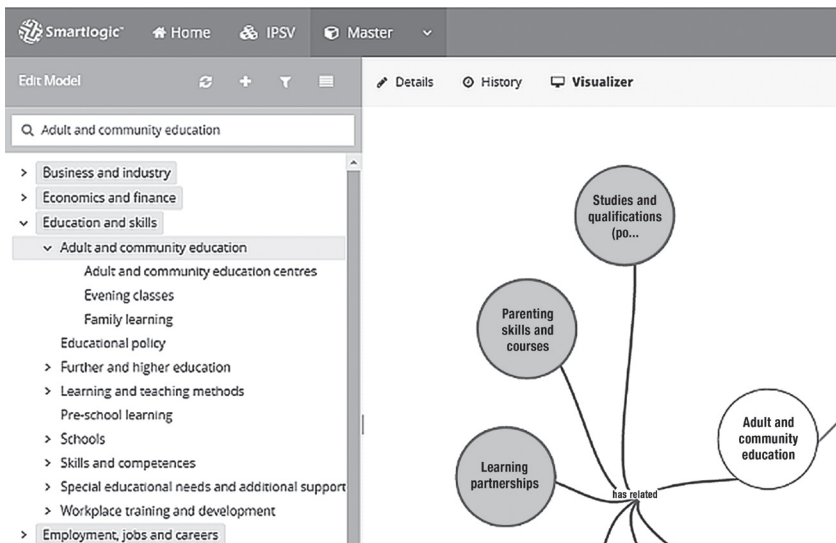 Smartlogic™ Home IPSV Master
Edit Model
Details History Visualizer
Adult and community education
Business and industry
Economics and finance
Education and skills
Adult and community education
Adult and community education centres
Evening classes
Family learning
Educational policy
Further and higher education
Learning and teaching methods
Pre-school learning
Schools
Skills and competences
Special educational needs and additional support
Workplace training and development
Employment, jobs and careers
Studies and
qualifications
(po...
Parenting
skills and
courses
Adult and
community
education
Learning
partnerships
has related